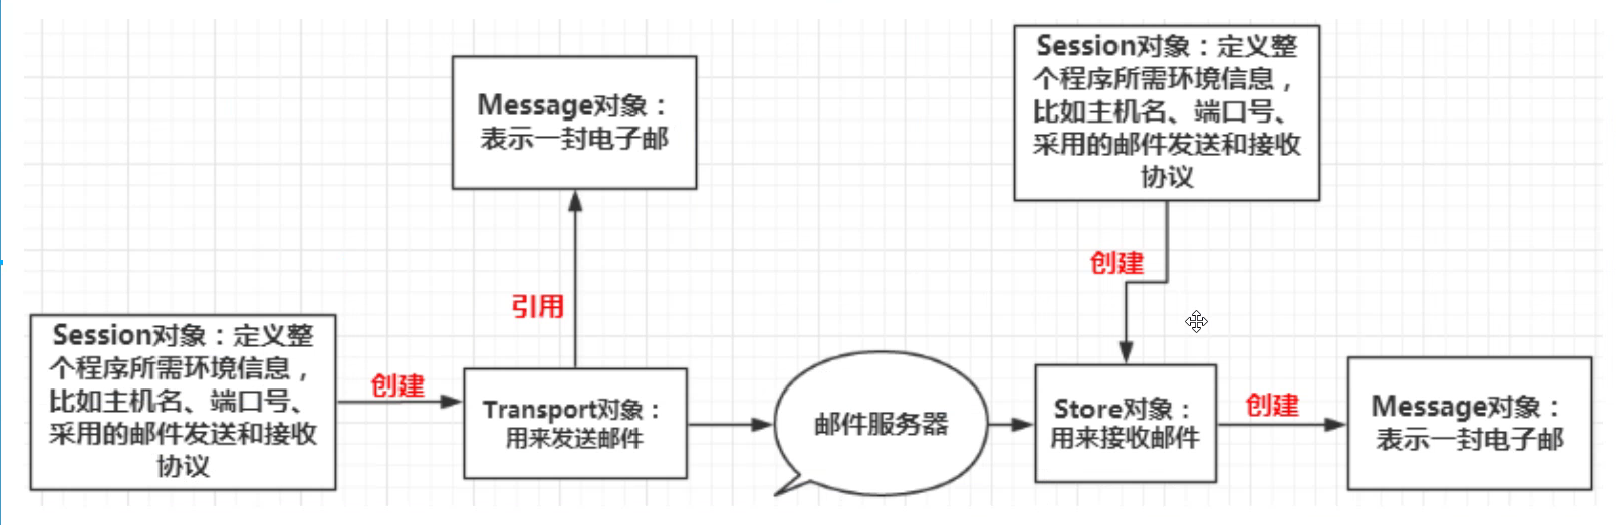 Session对象：定义整
个程序所需环境信息，
比如主机名、端口号、
采用的邮件发送和接收
协议
创建
Message对象：
表示一封电子邮
引用
Transport对象：
用来发送邮件
邮件服务器
Session对象：定义整
个程序所需环境信息，
比如主机名、端口号、
采用的邮件发送和接收
协议
创建
Store对象：
用来接收邮件
创建
Message对象：
表示一封电子邮